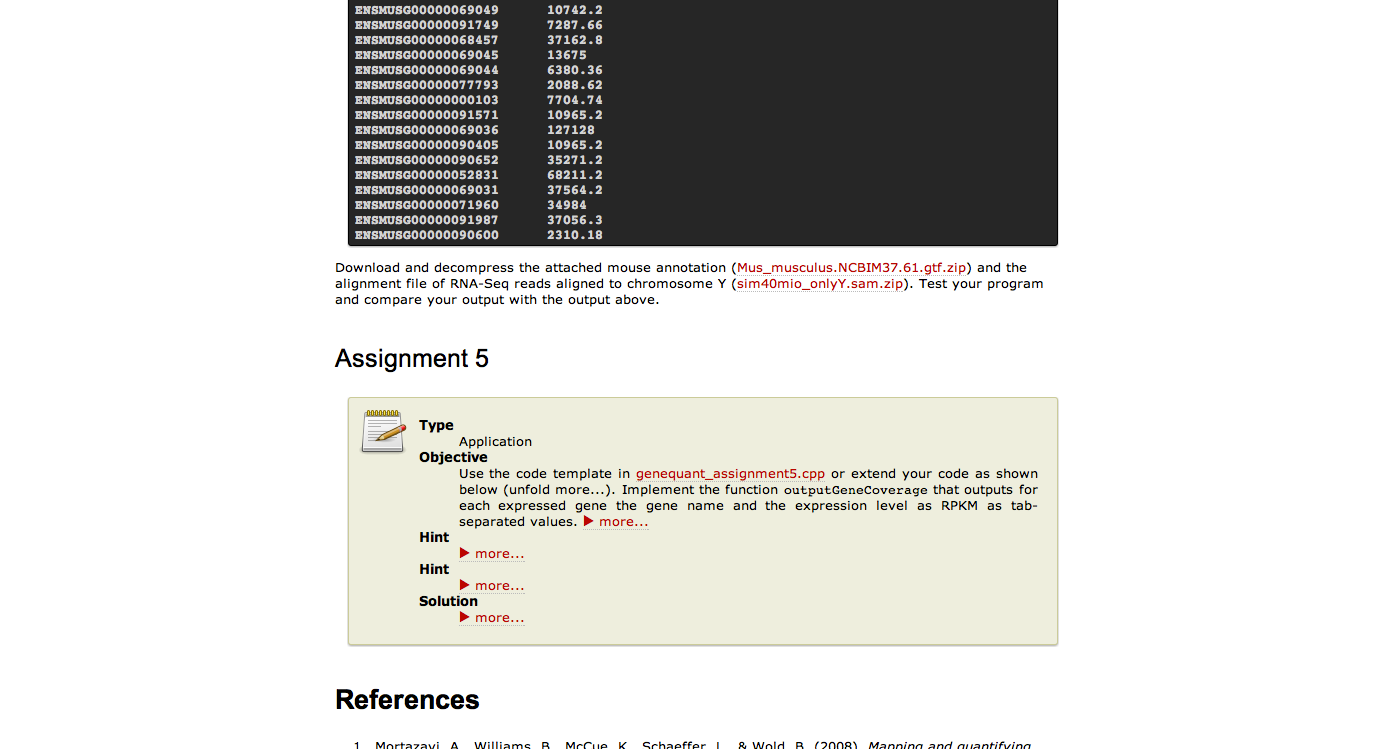 ENSMUSG00000069049 10742.2
ENSMUSG00000091749 7287.66
ENSMUSG00000068457 37162.8
ENSMUSG00000069045 13675
ENSMUSG00000069044 6380.36
ENSMUSG00000077793 2088.62
ENSMUSG00000000103 7704.74
ENSMUSG00000091571 10965.2
ENSMUSG00000069036 127128
ENSMUSG00000090405 10965.2
ENSMUSG00000090652 35271.2
ENSMUSG00000052831 68211.2
ENSMUSG00000069031 37564.2
ENSMUSG00000071960 34984
ENSMUSG00000091987 37056.3
ENSMUSG00000090600 2310.18
Download and decompress the attached mouse annotation (Mus_musculus.NCBIM37.61.gtf.zip) and the
alignment file of RNA-Seq reads aligned to chromosome Y (sim40mio_onlyY.sam.zip). Test your program
and compare your output with the output above.
Assignment 5
Type
Application
Objective
Use the code template in genequant_assignment5.cpp or extend your code as shown
below (unfold more...). Implement the function outputGeneCoverage that outputs for
each expressed gene the gene name and the expression level as RPKM as tab-
separated values. ▶ more...
Hint
▶ more...
Hint
▶ more...
Solution
▶ more...
References
1. Mortazavi, A., Williams, B., McCue, K., Schaeffer, L., & Wold, B. (2008). Mapping and quantifying